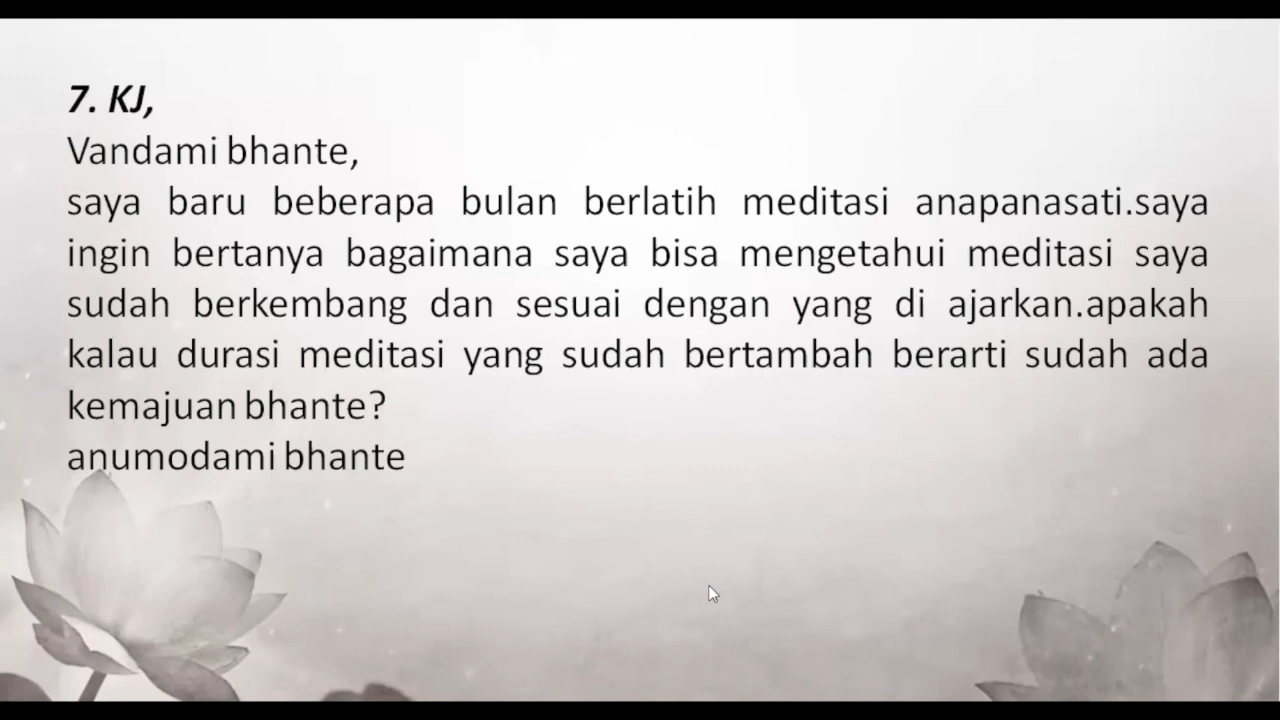 7. KJ,
Vandami bhante,
saya baru beberapa bulan berlatih meditasi anapanasati.saya
ingin bertanya bagaimana saya bisa mengetahui meditasi saya
sudah berkembang dan sesuai dengan yang di ajarkan.apakah
kalau durasi meditasi yang sudah bertambah berarti sudah ada
kemajuan bhante?
anumodami bhante